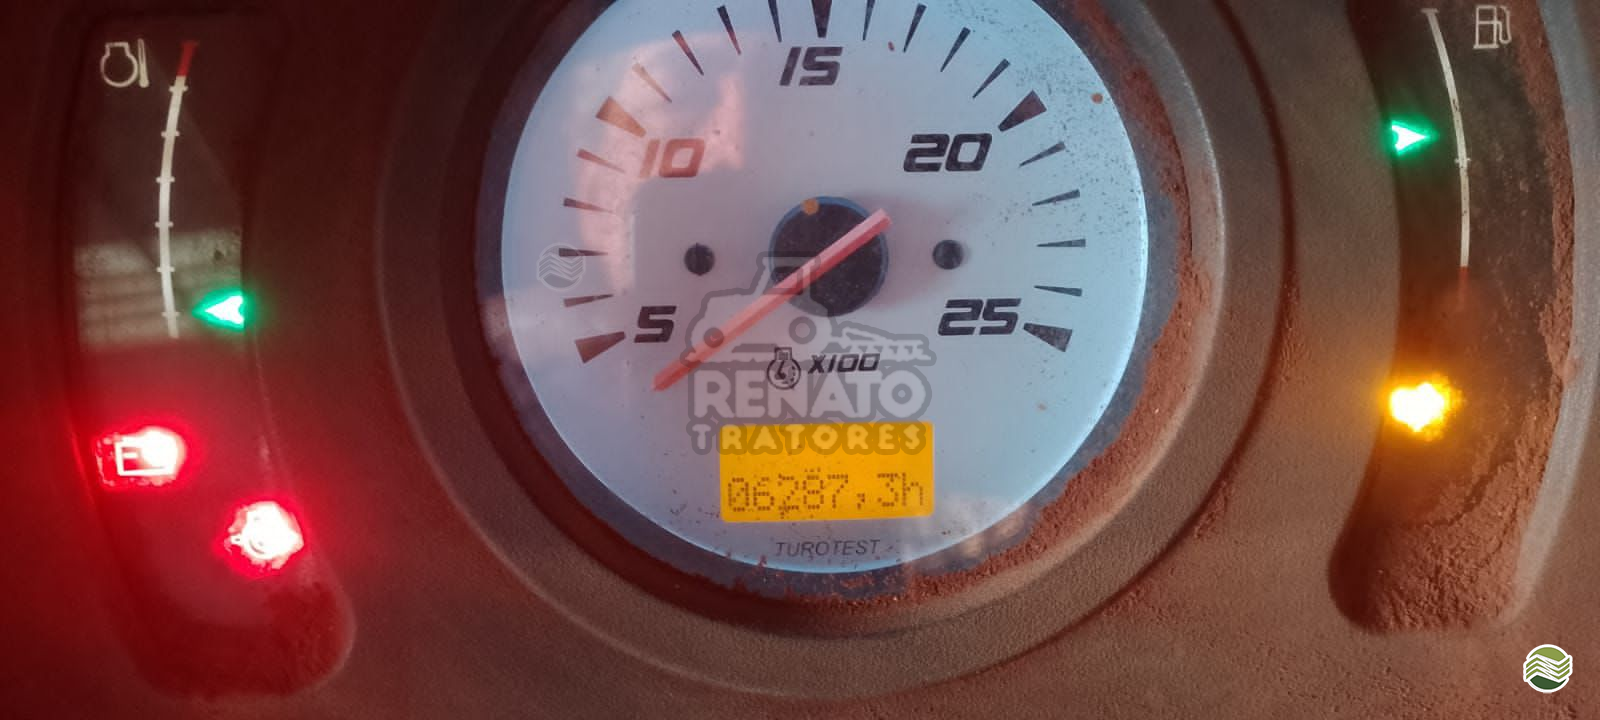 15
10
20
5
25
X100
RENATO
TRATORES
06287,3h
TUROTEST